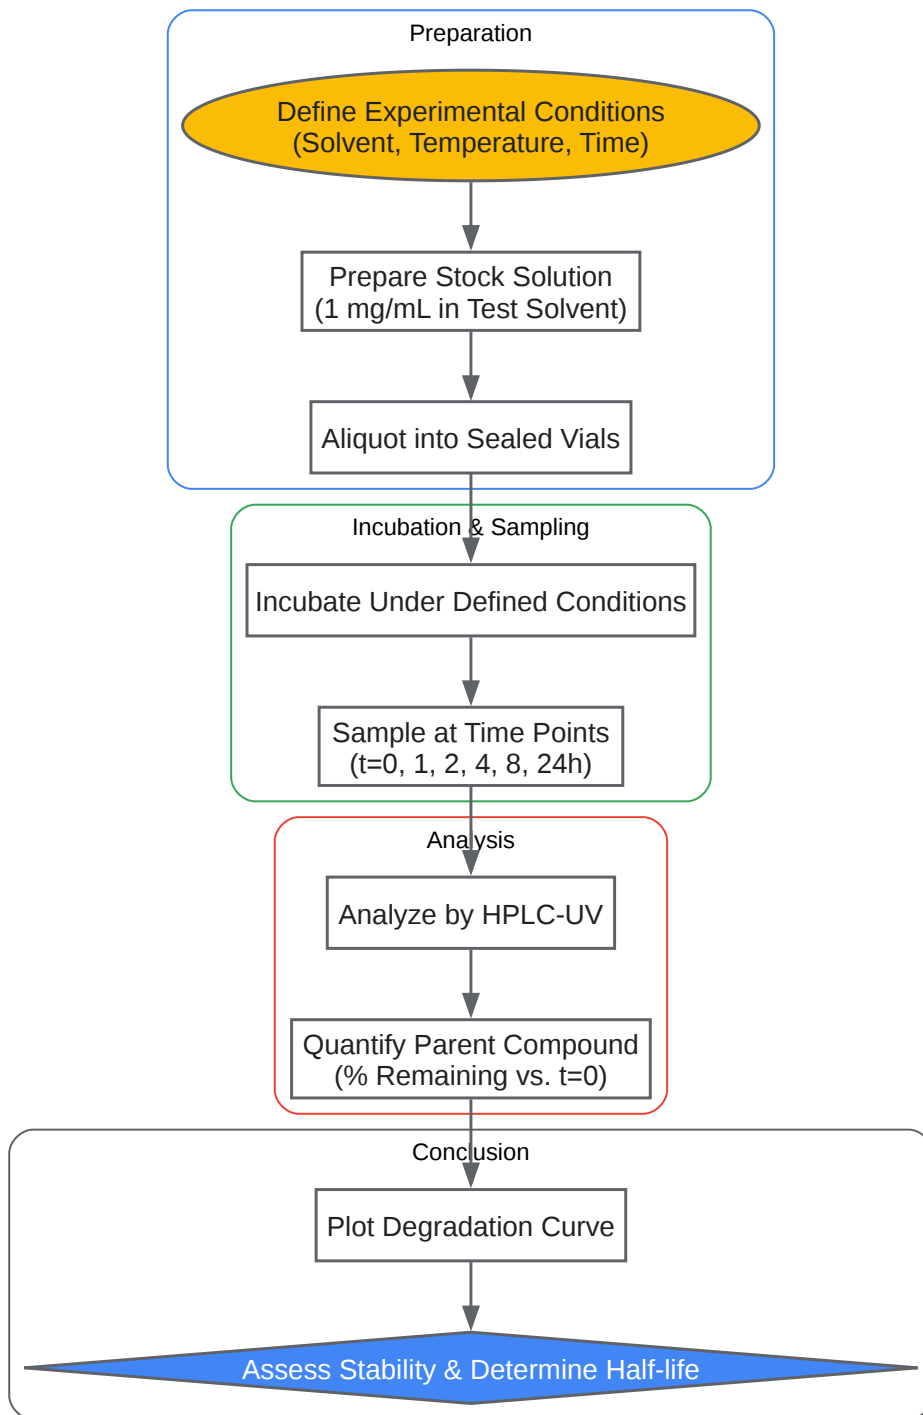 Preparation
Define Experimental Conditions
(Solvent, Temperature, Time)
Prepare Stock Solution
(1 mg/mL in Test Solvent)
Aliquot into Sealed Vials
Incubation & Sampling
Incubate Under Defined Conditions
Sample at Time Points
(t=0, 1, 2, 4, 8, 24h)
Analysis
Analyze by HPLC-UV
Quantify Parent Compound
(% Remaining vs. t=0)
Conclusion
Plot Degradation Curve
Assess Stability & Determine Half-life